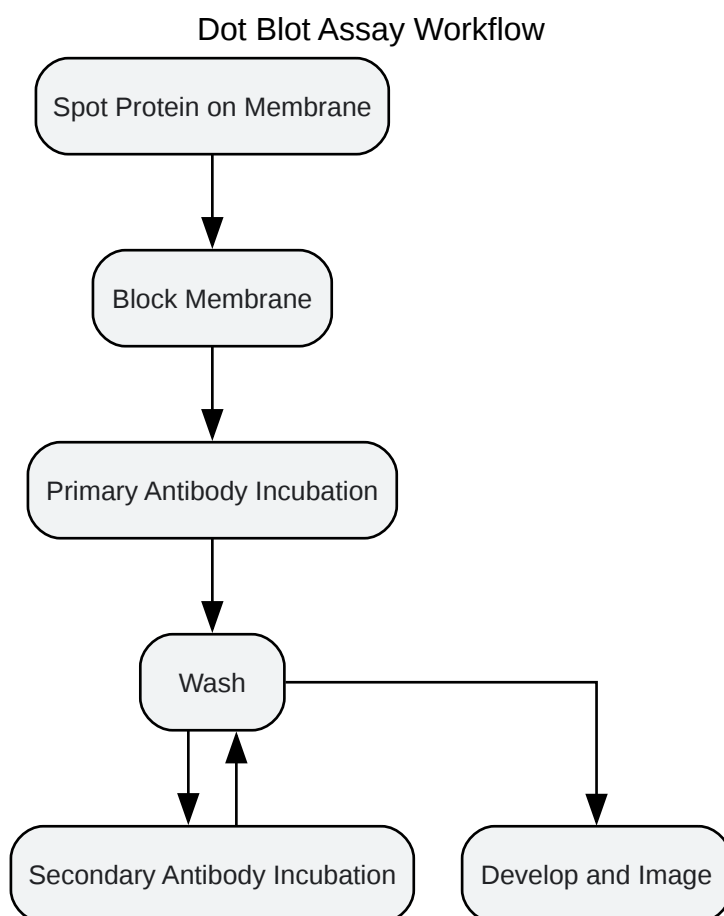 Dot Blot Assay Workflow
Spot Protein on Membrane
Block Membrane
Primary Antibody Incubation
Wash
Secondary Antibody Incubation
Develop and Image